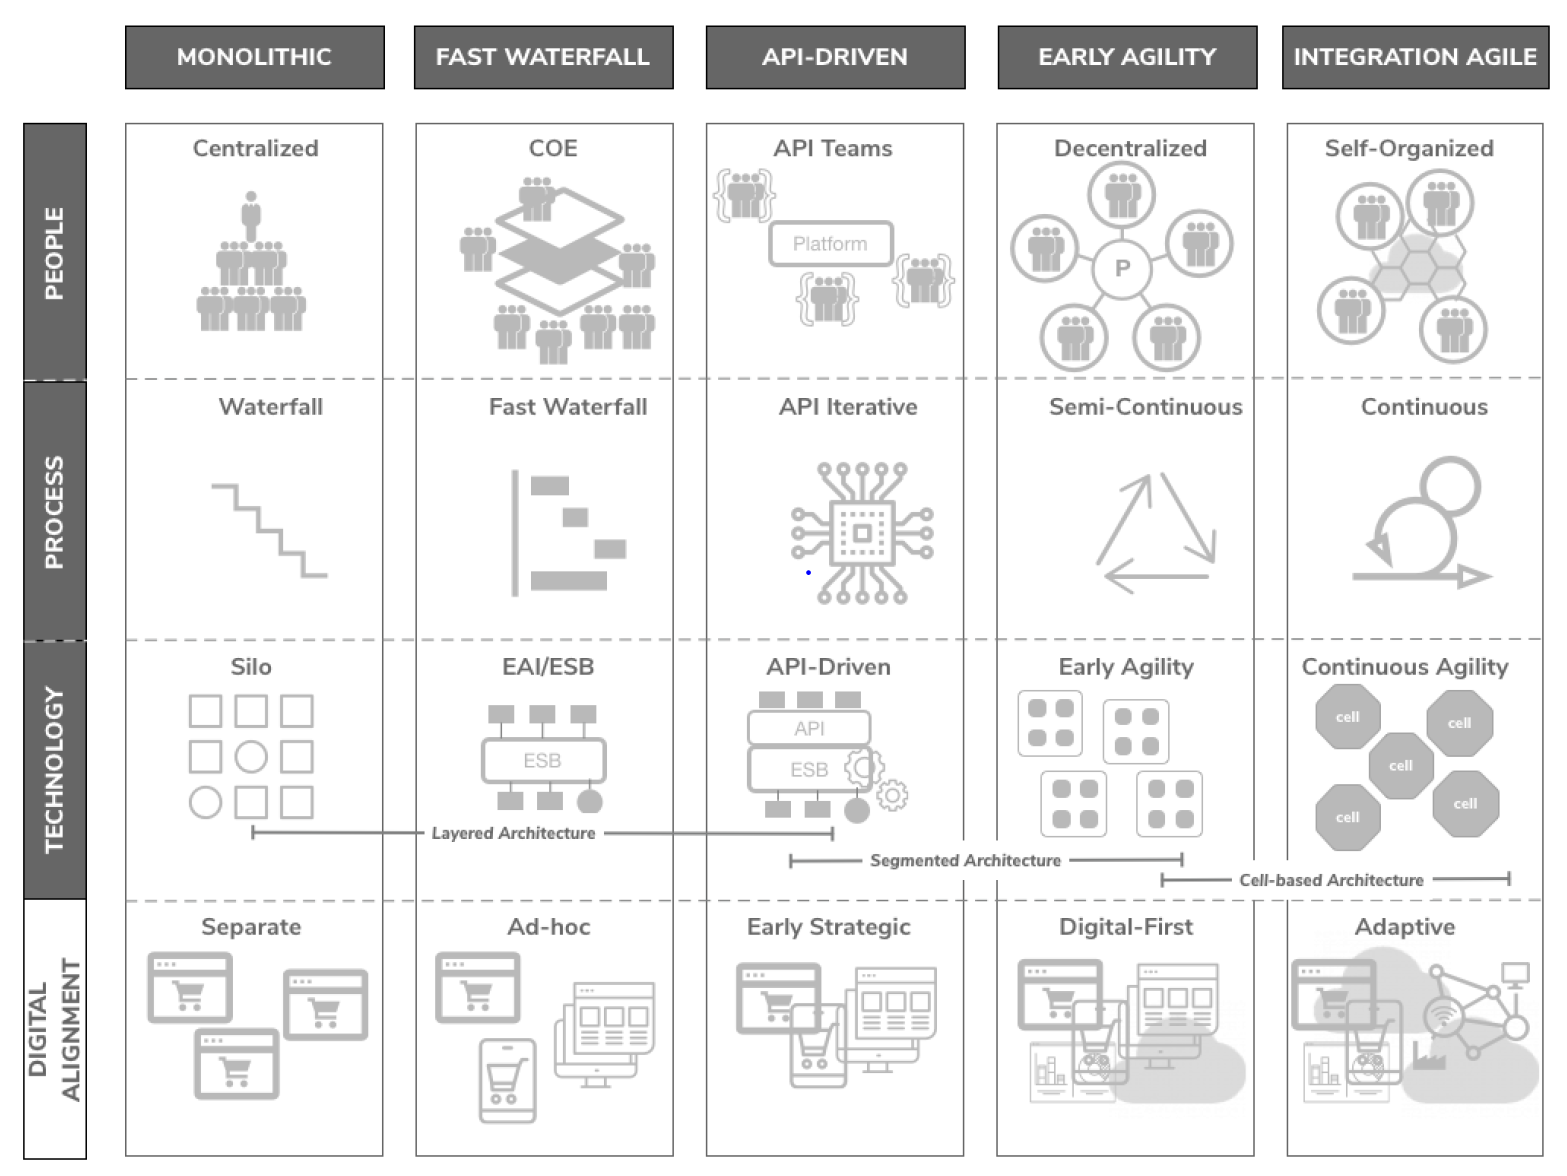 MONOLITHIC
FAST WATERFALL
API-DRIVEN
EARLY AGILITY
INTEGRATION AGILE
PEOPLE
Centralized
COE
API Teams
Platform
Decentralized
P
Self-Organized
PROCESS
Waterfall
Fast Waterfall
API Iterative
Semi-Continuous
Continuous
TECHNOLOGY
Silo
EAI/ESB
ESB
API-Driven
API
ESB
Early Agility
Continuous Agility
cell
cell
cell
cell
cell
Layered Architecture
Segmented Architecture
Cell-based Architecture
DIGITAL
ALIGNMENT
Separate
Ad-hoc
Early Strategic
Digital-First
Adaptive